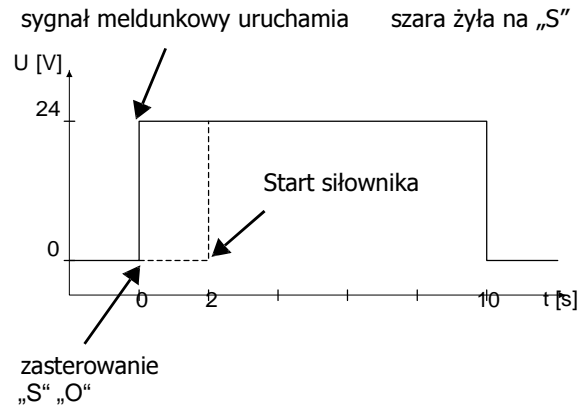 sygnał meldunkowy uruchamia szara żyła na „S”
U [V]
24
Start siłownika
0
0 2 10 t [s]
zasterowanie
„S“ „O“